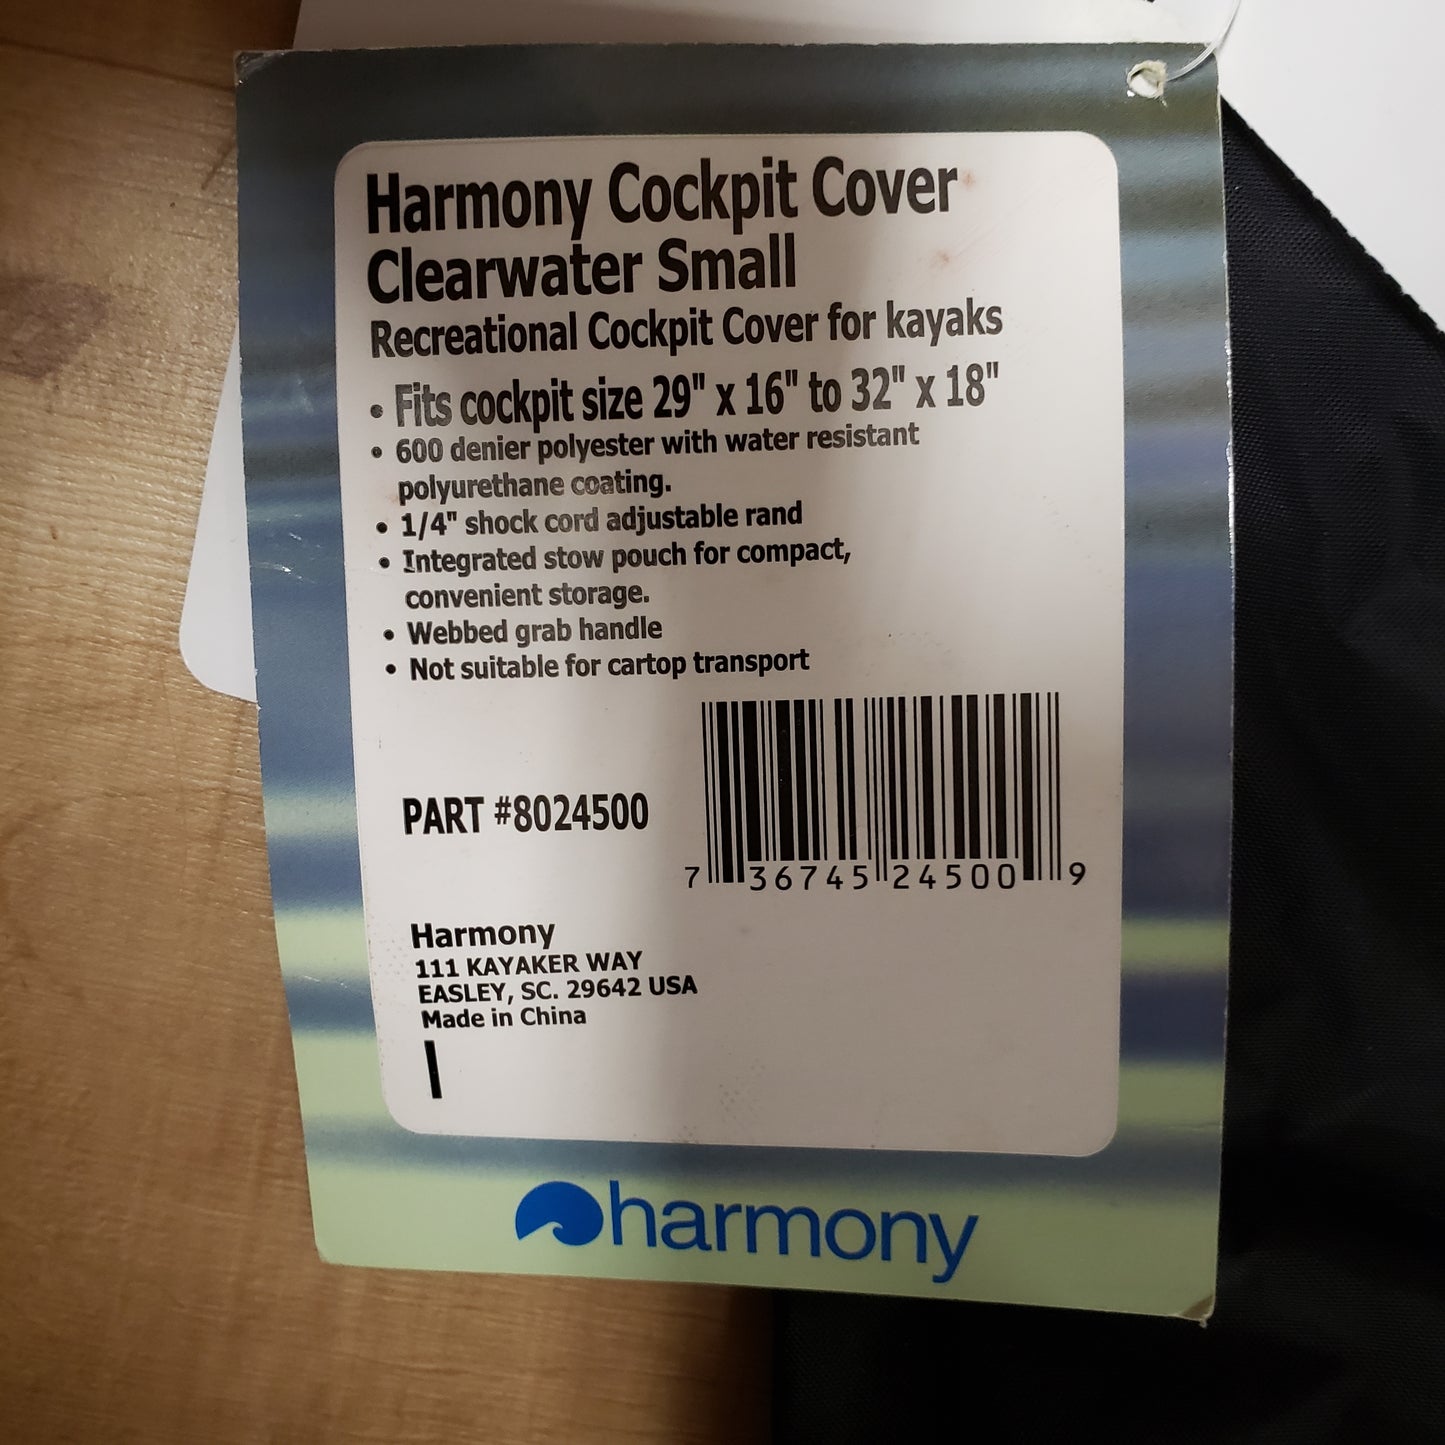 Harmony Cockpit Cover
Clearwater Small
Recreational Cockpit Cover for kayaks
• Fits cockpit size 29" x 16" to 32" x 18"
• 600 denier polyester with water resistant
polyurethane coating.
• 1/4" shock cord adjustable rand
• Integrated stow pouch for compact,
convenient storage.
• Webbed grab handle
• Not suitable for cartop transport
PART #8024500
7 36745 24500 9
Harmony
111 KAYAKER WAY
EASLEY, SC. 29642 USA
Made in China
harmony